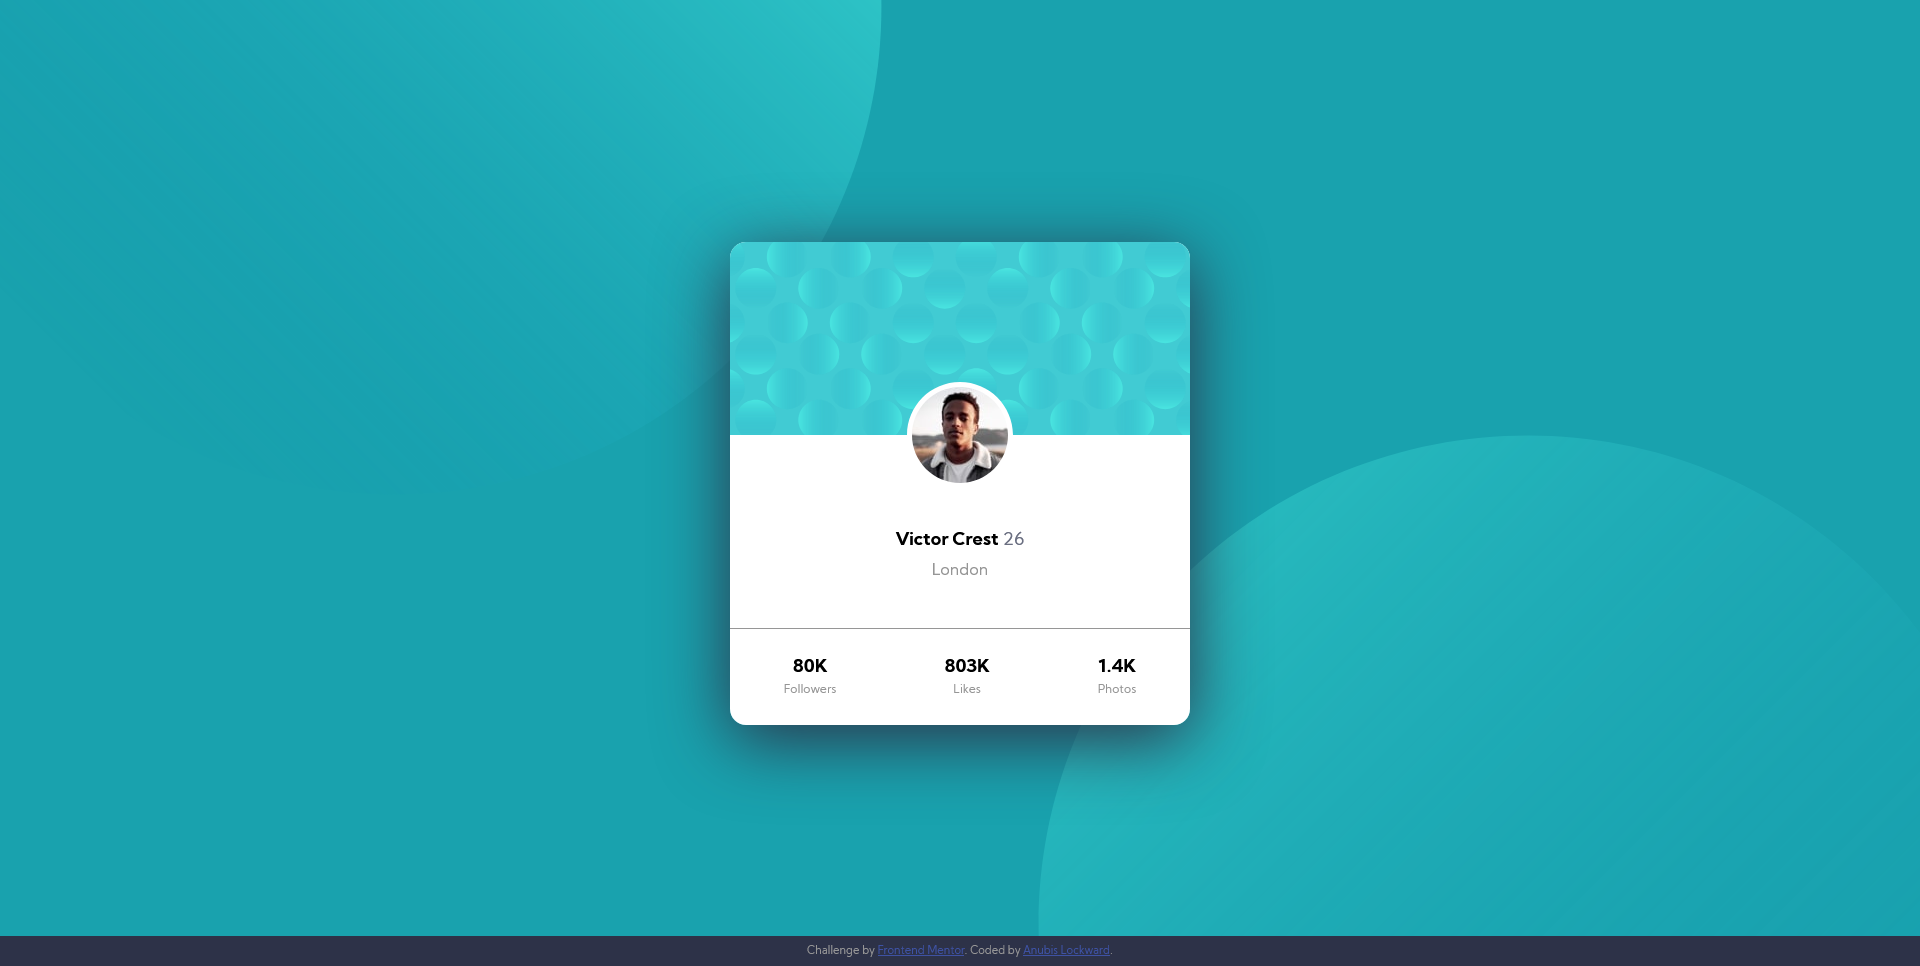 Victor Crest 26
London
80K 803K 1.4K
Followers Likes Photos
Challenge by Frontend Mentor. Coded by Anubis Lockward.